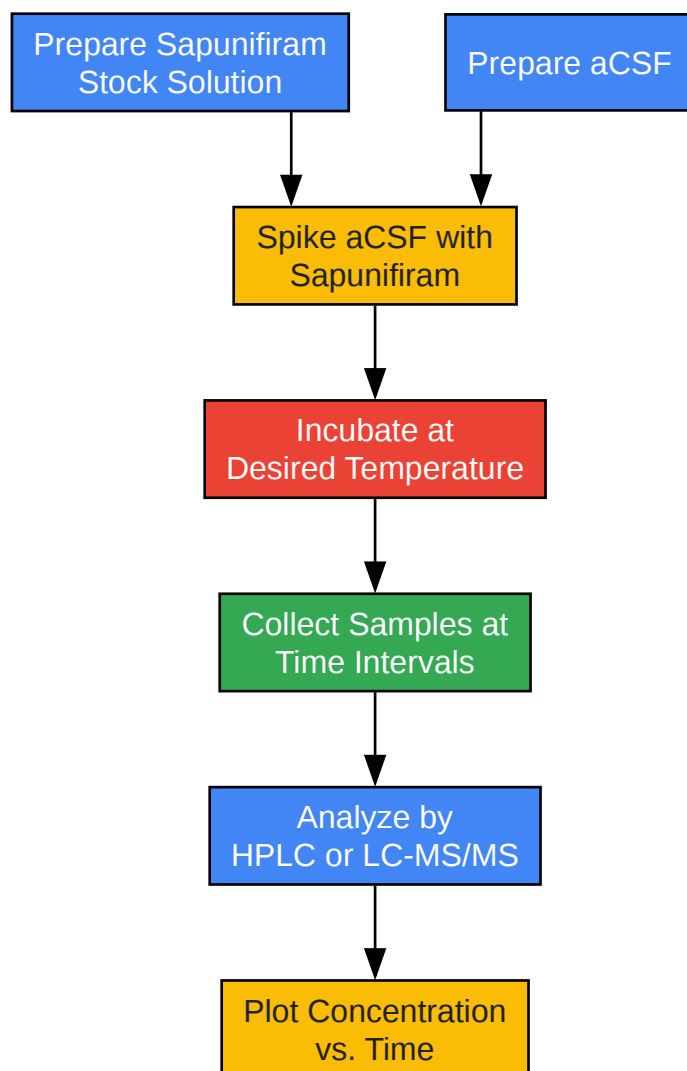 Prepare Sapunifiram
Stock Solution
Prepare aCSF
Spike aCSF with
Sapunifiram
Incubate at
Desired Temperature
Collect Samples at
Time Intervals
Analyze by
HPLC or LC-MS/MS
Plot Concentration
vs. Time